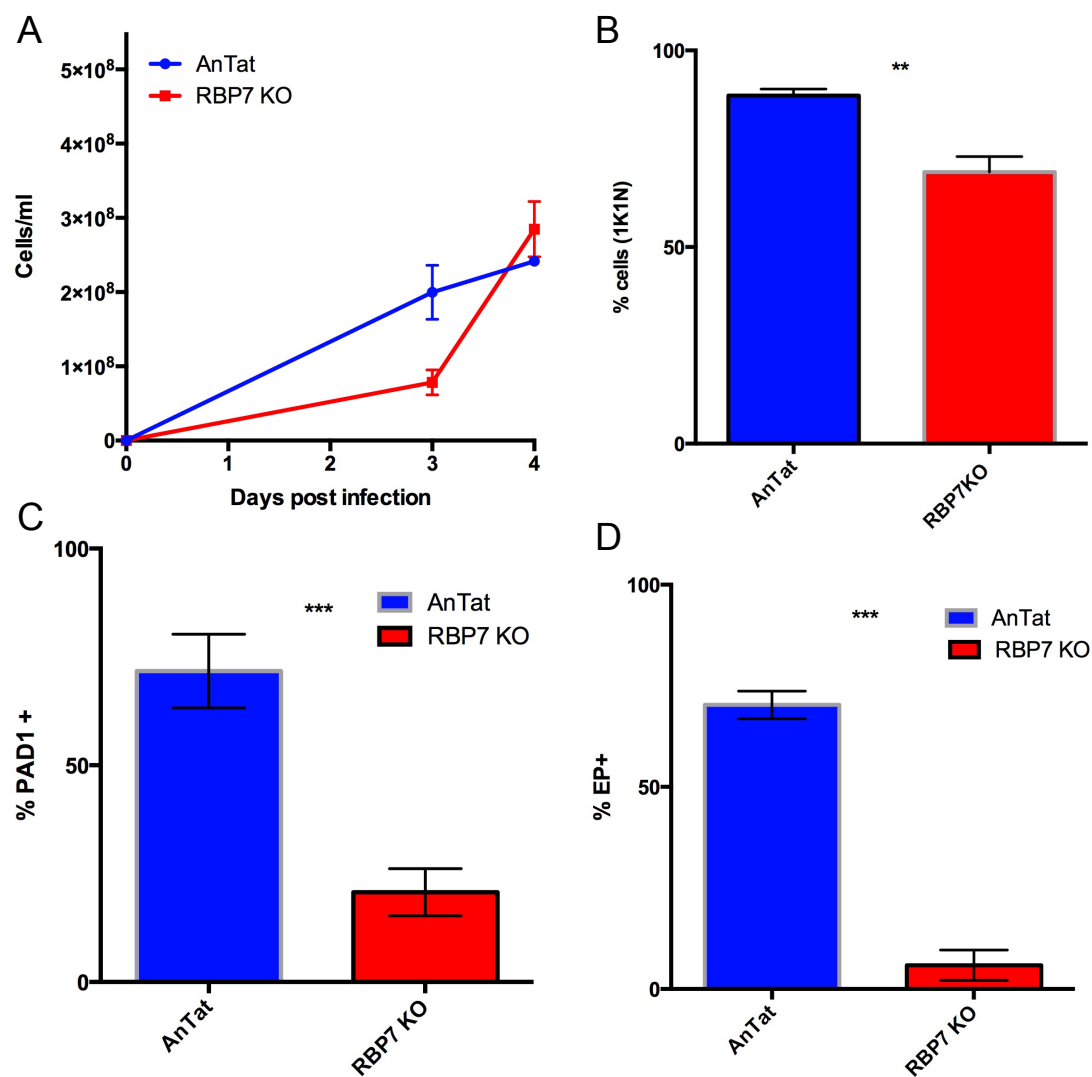 A
AnTat
RBP7 KO
5×10⁸
4×10⁸
3×10⁸
2×10⁸
1×10⁸
0
Cells/ml
0 1 2 3 4
Days post infection
B
**
100
50
0
% cells (1K1N)
AnTat
RBP7KO
C
***
AnTat
RBP7 KO
100
50
0
% PAD1 +
AnTat
RBP7 KO
D
***
AnTat
RBP7 KO
100
50
0
% EP+
AnTat
RBP7 KO